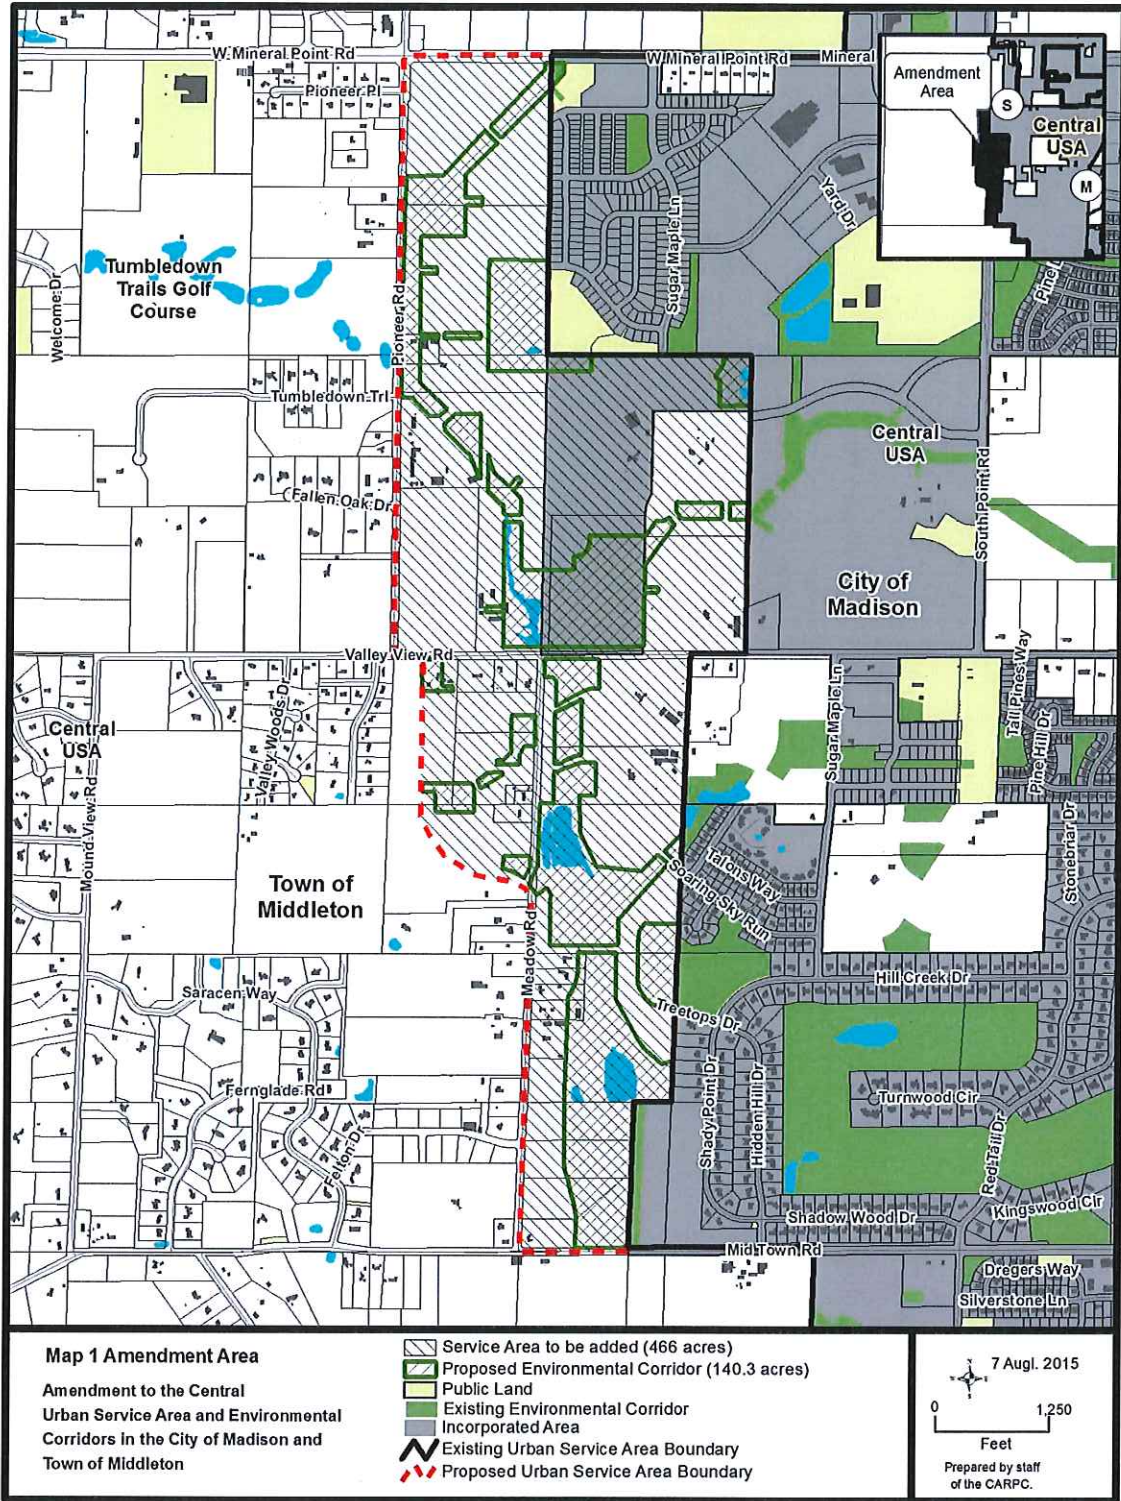 W Mineral Point Rd
W Mineral Point Rd
Mineral
Pioneer Pl
Amendment
Area
S
Central
USA
M
Yard Dr
Sugar Maple Ln
Pine
Tumbledown
Trails Golf
Course
Welcome Dr
Pioneer Rd
Tumbledown Trl
Central
USA
South Point Rd
Fallen Oak Dr
City of
Madison
Valley View Rd
Central
USA
Mound View Rd
Valley Woods Dr
Sugar Maple Ln
Tall Pines Way
Pine Hill Dr
Stonebriar Dr
Talons Way
Soaring Sky Run
Town of
Middleton
Meadow Rd
Hill Creek Dr
Saracen Way
Treetops Dr
Fernglade Rd
Felton Dr
Shady Point Dr
Hidden Hill Dr
Turnwood Cir
Red Tail Dr
Kingswood Cir
Shadow Wood Dr
Mid Town Rd
Dregers Way
Silverstone Ln
Map 1 Amendment Area
Amendment to the Central
Urban Service Area and Environmental
Corridors in the City of Madison and
Town of Middleton
Service Area to be added (466 acres)
Proposed Environmental Corridor (140.3 acres)
Public Land
Existing Environmental Corridor
Incorporated Area
Existing Urban Service Area Boundary
Proposed Urban Service Area Boundary
7 Augl. 2015
0 1,250
Feet
Prepared by staff
of the CARPC.